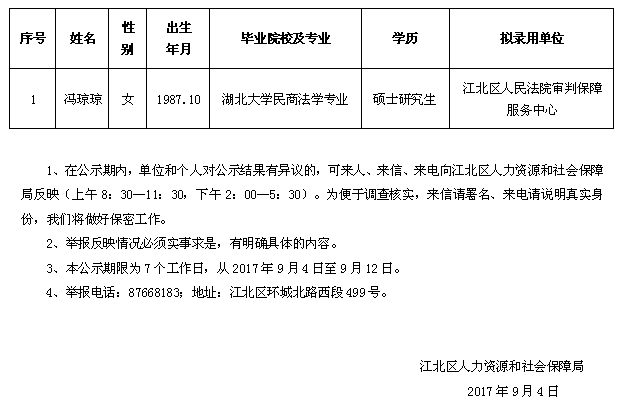 序号 姓名 性别 出生年月 毕业院校及专业 学历 拟录用单位
1 冯琼琼 女 1987.10 湖北大学民商法学专业 硕士研究生 江北区人民法院审判保障服务中心
1、在公示期内，单位和个人对公示结果有异议的，可来人、来信、来电向江北区人力资源和社会保障
局反映（上午8：30—11：30，下午2：00—5：30）。为便于调查核实，来信请署名、来电请说明真实身
份，我们将做好保密工作。
2、举报反映情况必须实事求是，有明确具体的内容。
3、本公示期限为7个工作日，从2017年9月4日至9月12日。
4、举报电话：87668183；地址：江北区环城北路西段499号。
江北区人力资源和社会保障局
2017年9月4日